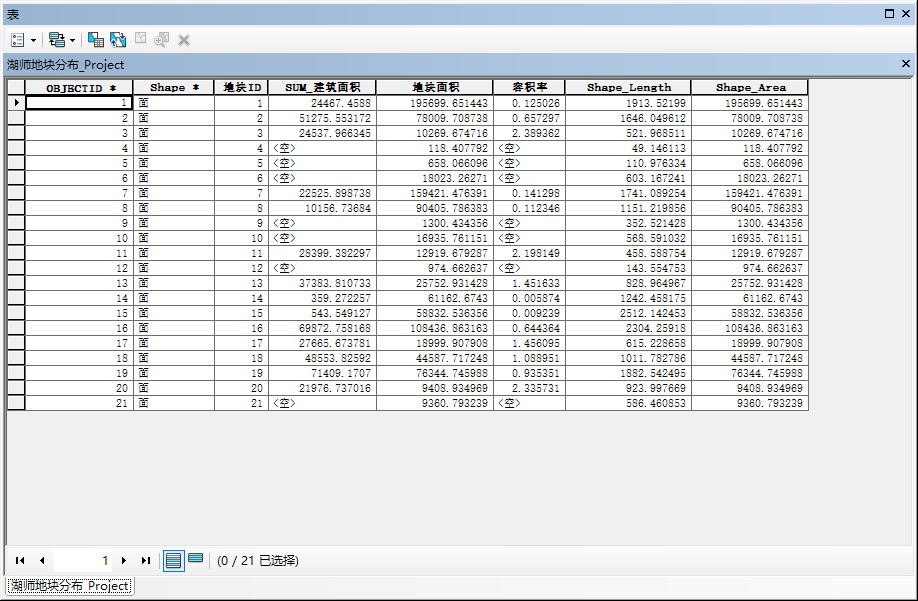 表
湖师地块分布_Project
OBJECTID * Shape * 地块ID SUM_建筑面积 地块面积 容积率 Shape_Length Shape_Area
1 面 1 24467.4588 195699.651443 0.125026 1913.52199 195699.651443
2 面 2 51275.553172 78009.708738 0.657297 1646.049612 78009.708738
3 面 3 24537.966345 10269.674716 2.389362 521.968511 10269.674716
4 面 4 <空> 118.407792 <空> 49.146113 118.407792
5 面 5 <空> 658.066096 <空> 110.976334 658.066096
6 面 6 <空> 18023.26271 <空> 603.167241 18023.26271
7 面 7 22525.898738 159421.476391 0.141298 1741.089254 159421.476391
8 面 8 10156.73684 90405.786383 0.112346 1151.219856 90405.786383
9 面 9 <空> 1300.434356 <空> 352.521428 1300.434356
10 面 10 <空> 16935.761151 <空> 568.591032 16935.761151
11 面 11 28399.382297 12919.679287 2.198149 458.588754 12919.679287
12 面 12 <空> 974.662637 <空> 143.554753 974.662637
13 面 13 37383.810733 25752.931428 1.451633 828.964967 25752.931428
14 面 14 359.272257 61162.6743 0.005874 1242.458175 61162.6743
15 面 15 543.549127 58832.536356 0.009239 2512.142453 58832.536356
16 面 16 69872.758168 108436.863163 0.644364 2304.25918 108436.863163
17 面 17 27665.673781 18999.907908 1.456095 615.228658 18999.907908
18 面 18 48553.82592 44587.717248 1.088951 1011.782786 44587.717248
19 面 19 71409.1707 76344.745988 0.935351 1882.542495 76344.745988
20 面 20 21976.737016 9408.934969 2.335731 923.997669 9408.934969
21 面 21 <空> 9360.793239 <空> 586.460853 9360.793239
1 (0 / 21 已选择)
湖师地块分布_Project